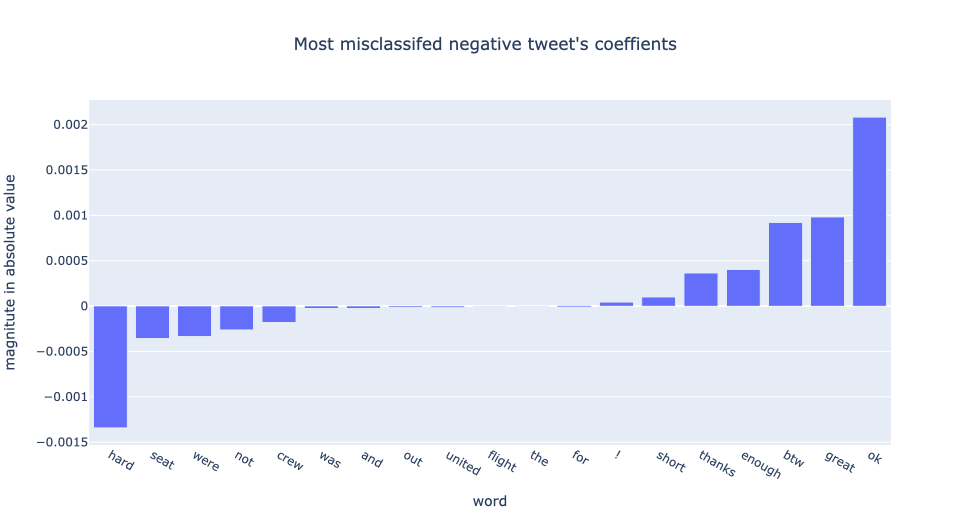 Most misclassifed negative tweet's coeffients
magnitute in absolute value
0.002
0.0015
0.001
0.0005
0
−0.0005
−0.001
−0.0015
hard seat were not crew was and out united flight the for ! short thanks enough btw great ok
word